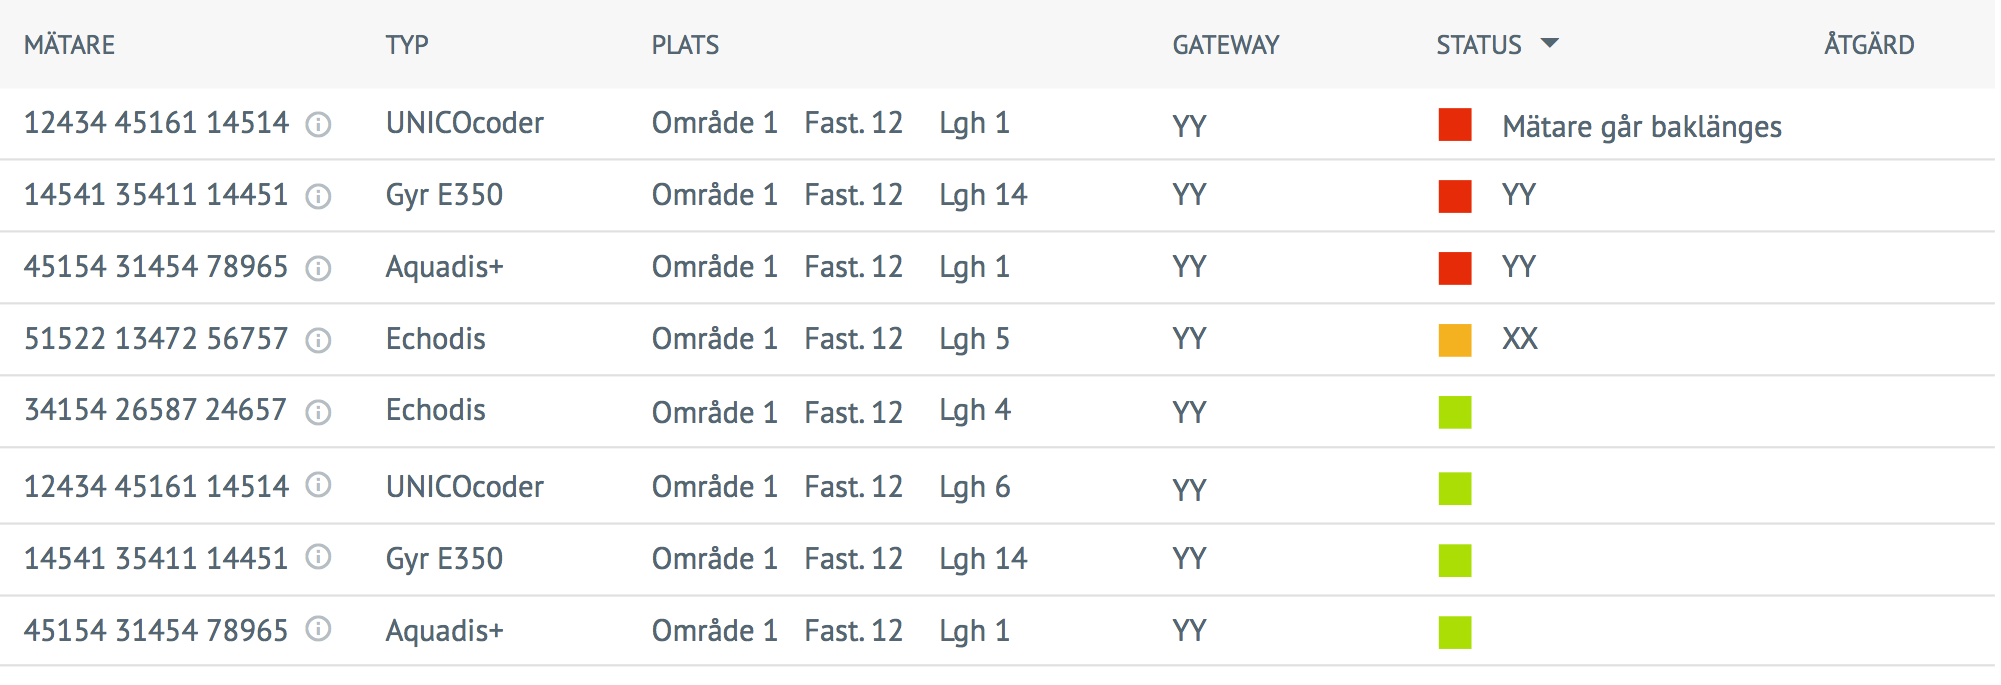 MÄTARE TYP PLATS GATEWAY STATUS ÅTGÄRD
12434 45161 14514 UNICOcoder Område 1 Fast. 12 Lgh 1 YY Mätare går baklänges
14541 35411 14451 Gyr E350 Område 1 Fast. 12 Lgh 14 YY YY
45154 31454 78965 Aquadis+ Område 1 Fast. 12 Lgh 1 YY YY
51522 13472 56757 Echodis Område 1 Fast. 12 Lgh 5 YY XX
34154 26587 24657 Echodis Område 1 Fast. 12 Lgh 4 YY
12434 45161 14514 UNICOcoder Område 1 Fast. 12 Lgh 6 YY
14541 35411 14451 Gyr E350 Område 1 Fast. 12 Lgh 14 YY
45154 31454 78965 Aquadis+ Område 1 Fast. 12 Lgh 1 YY